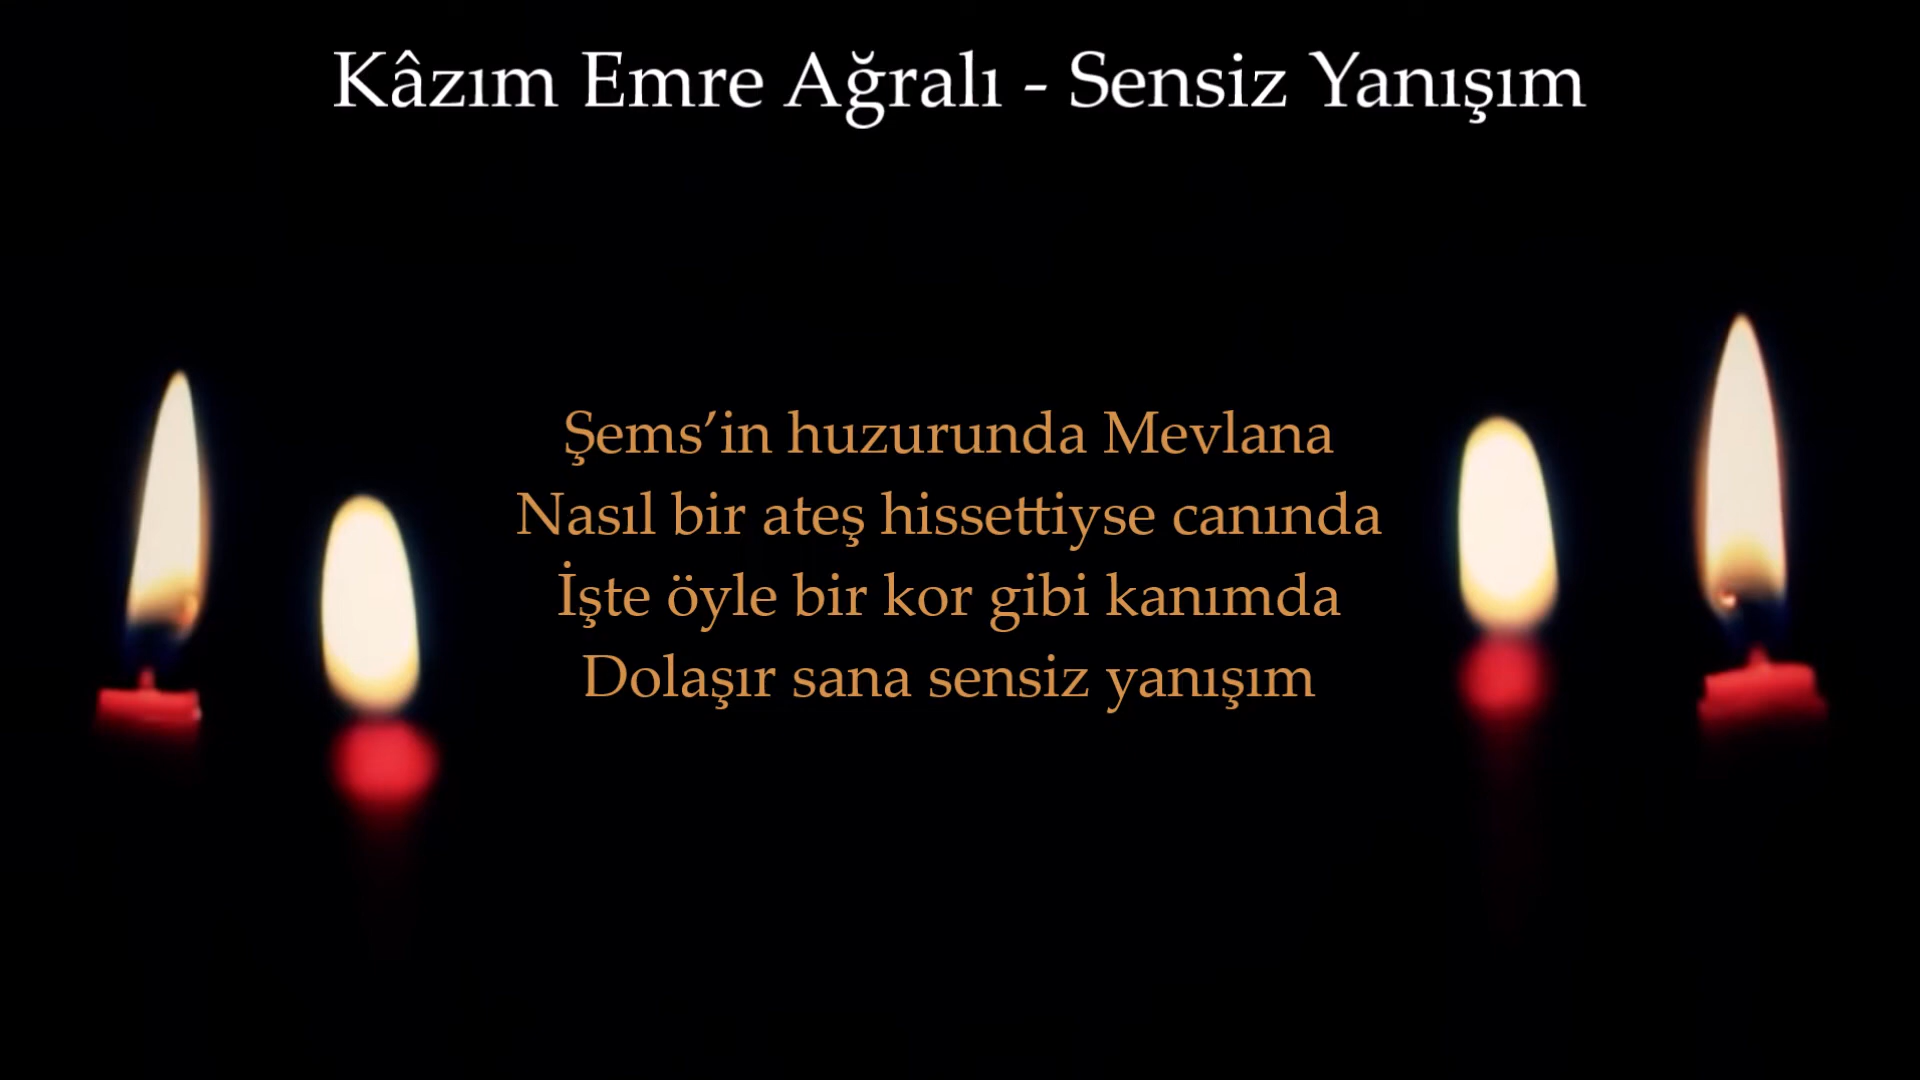 Kâzım Emre Ağralı - Sensiz Yanışım
Şems’in huzurunda Mevlana
Nasıl bir ateş hissettiyse canında
İşte öyle bir kor gibi kanımda
Dolaşır sana sensiz yanışım